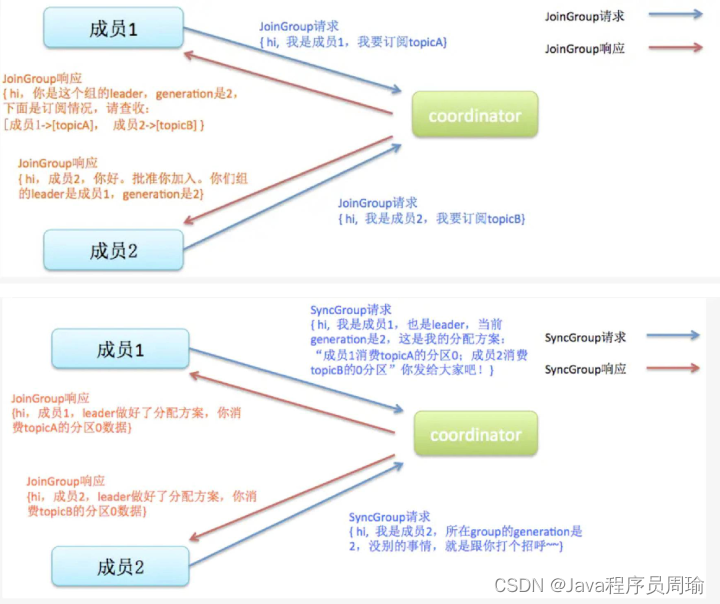 成员1
JoinGroup请求
{ hi, 我是成员1，我要订阅topicA}
JoinGroup请求
JoinGroup响应
JoinGroup响应
{ hi，你是这个组的leader，generation是2，
下面是订阅情况，请查收：
[成员1->[topicA]， 成员2->[topicB] }
coordinator
JoinGroup响应
{ hi，成员2，你好。批准你加入。你们组
的leader是成员1，generation是2}
JoinGroup请求
{ hi, 我是成员2，我要订阅topicB}
成员2
成员1
SyncGroup请求
{ hi, 我是成员1，也是leader，当前
generation是2，这是我的分配方案：
“成员1消费topicA的分区0；成员2消费
topicB的0分区”你发给大家吧！}
SyncGroup请求
SyncGroup响应
JoinGroup响应
{hi，成员1，leader做好了分配方案，你消
费topicA的分区0数据}
coordinator
JoinGroup响应
{hi，成员2，leader做好了分配方案，你消
费topicB的分区0数据}
SyncGroup请求
{ hi, 我是成员2，所在group的generation是
2，没别的事情，就是跟你打个招呼~~}
成员2
CSDN @Java程序员周瑜